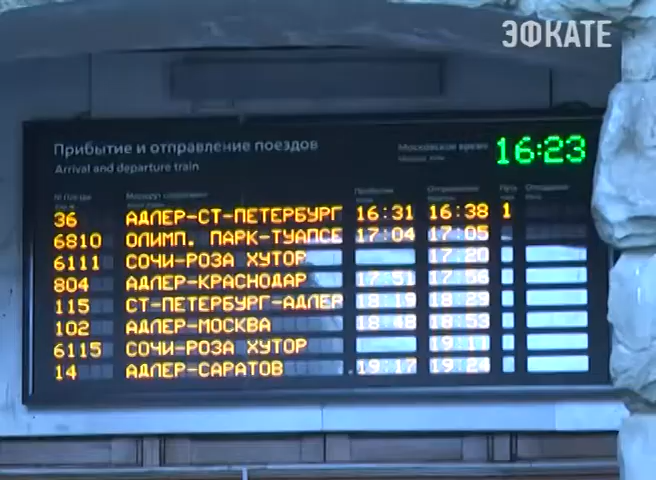 ЭФКАТЕ
Прибытие и отправление поездов
Arrival and departure train
Московское время
16:23
36 АДЛЕР-СТ-ПЕТЕРБУРГ 16:31 16:38 1
6810 ОЛИМП. ПАРК-ТУАПСЕ 17:04 17:05
6111 СОЧИ-РОЗА ХУТОР 17:20
804 АДЛЕР-КРАСНОДАР 17:51 17:56
115 СТ-ПЕТЕРБУРГ-АДЛЕР 18:19
102 АДЛЕР-МОСКВА 18:48 18:53
6115 СОЧИ-РОЗА ХУТОР 19:11
14 АДЛЕР-САРАТОВ 19:17 19:24